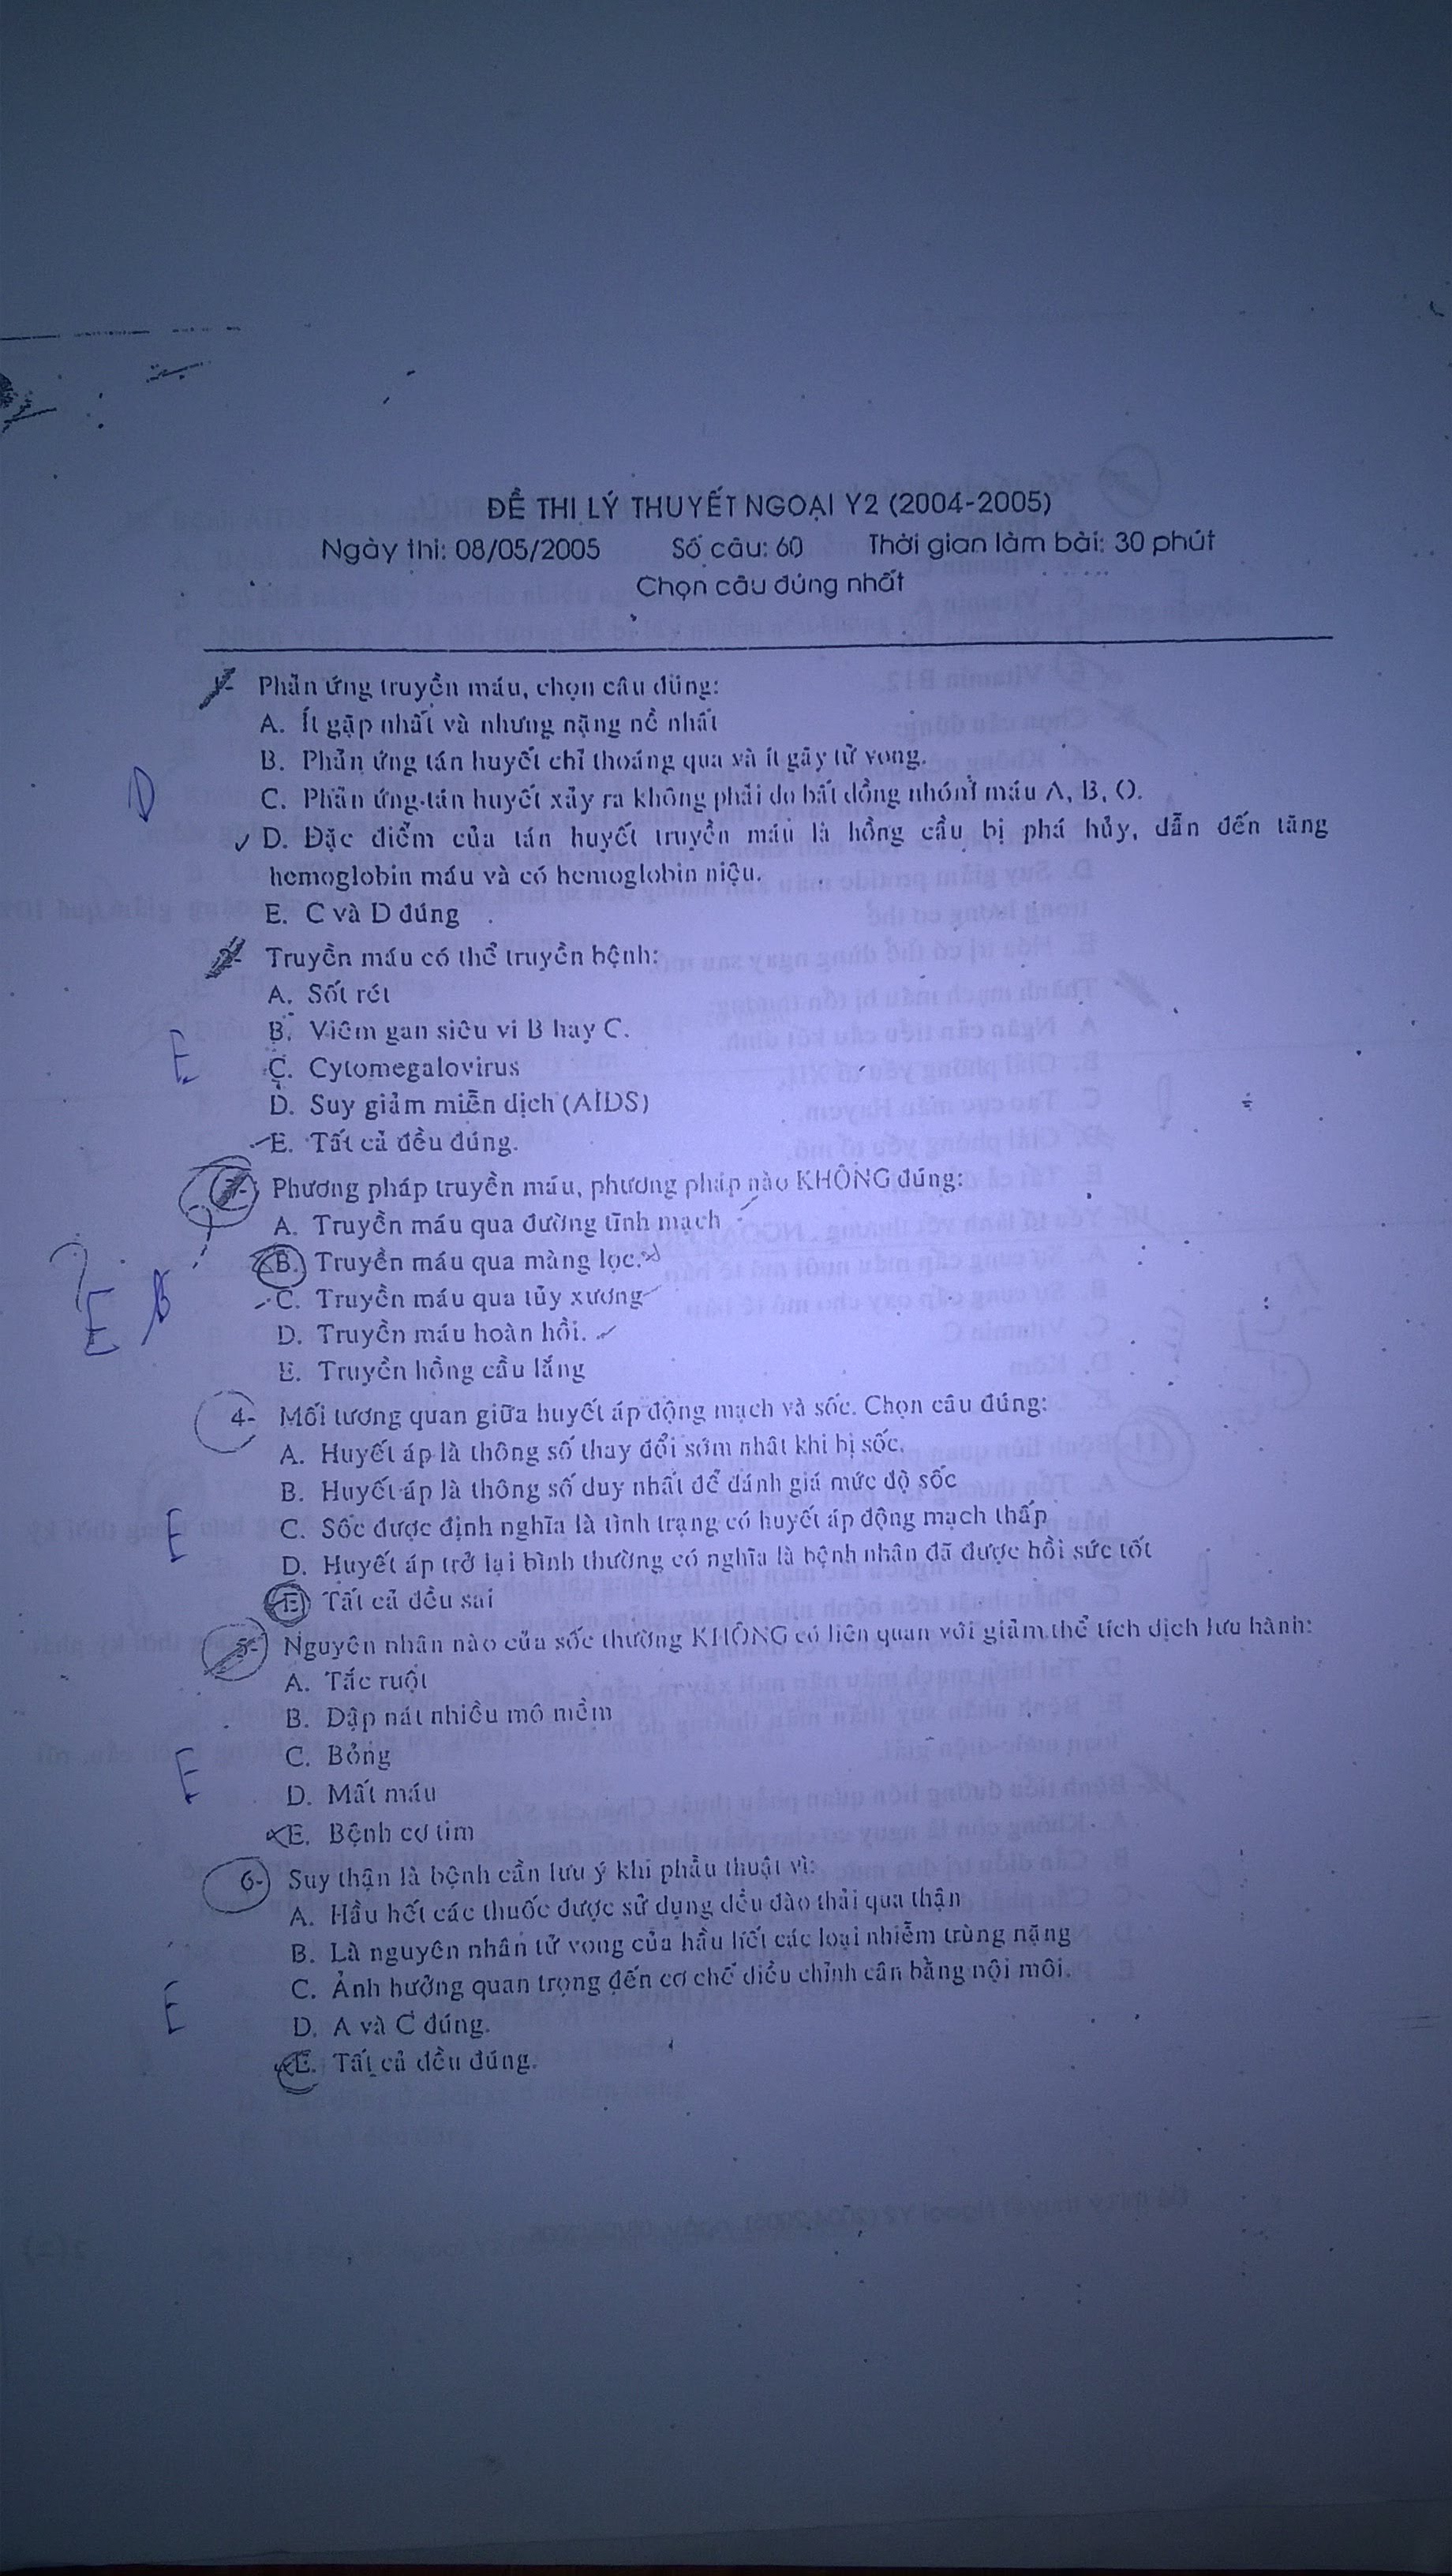 ĐỀ THI LÝ THUYẾT NGOẠI Y2 (2004-2005)
Ngày thi: 08/05/2005 Số câu: 60 Thời gian làm bài: 30 phút
Chọn câu đúng nhất
1- Phản ứng truyền máu, chọn câu đúng:
A. Ít gặp nhất và nhưng nặng nề nhất
B. Phản ứng tán huyết chỉ thoáng qua và ít gây tử vong.
D
C. Phản ứng tán huyết xảy ra không phải do bất đồng nhóm máu A, B, O.
D. Đặc điểm của tán huyết truyền máu là hồng cầu bị phá hủy, dẫn đến tăng
hemoglobin máu và có hemoglobin niệu.
E. C và D đúng
2- Truyền máu có thể truyền bệnh:
A. Sốt rét
B. Viêm gan siêu vi B hay C.
E
C. Cytomegalovirus
D. Suy giảm miễn dịch (AIDS)
E. Tất cả đều đúng.
3- Phương pháp truyền máu, phương pháp nào KHÔNG đúng:
A. Truyền máu qua đường tĩnh mạch
B. Truyền máu qua màng lọc.
? E B
C. Truyền máu qua tủy xương
D. Truyền máu hoàn hồi.
E. Truyền hồng cầu lắng
4- Mối tương quan giữa huyết áp động mạch và sốc. Chọn câu đúng:
A. Huyết áp là thông số thay đổi sớm nhất khi bị sốc.
B. Huyết áp là thông số duy nhất để đánh giá mức độ sốc
E
C. Sốc được định nghĩa là tình trạng có huyết áp động mạch thấp
D. Huyết áp trở lại bình thường có nghĩa là bệnh nhân đã được hồi sức tốt
E. Tất cả đều sai
5- Nguyên nhân nào của sốc thường KHÔNG có liên quan với giảm thể tích dịch lưu hành:
A. Tắc ruột
B. Dập nát nhiều mô mềm
C. Bỏng
E
D. Mất máu
E. Bệnh cơ tim
6- Suy thận là bệnh cần lưu ý khi phẫu thuật vì:
A. Hầu hết các thuốc được sử dụng đều đào thải qua thận
B. Là nguyên nhân tử vong của hầu hết các loại nhiễm trùng nặng
C. Ảnh hưởng quan trọng đến cơ chế điều chỉnh cân bằng nội môi.
E
D. A và C đúng.
E. Tất cả đều đúng.